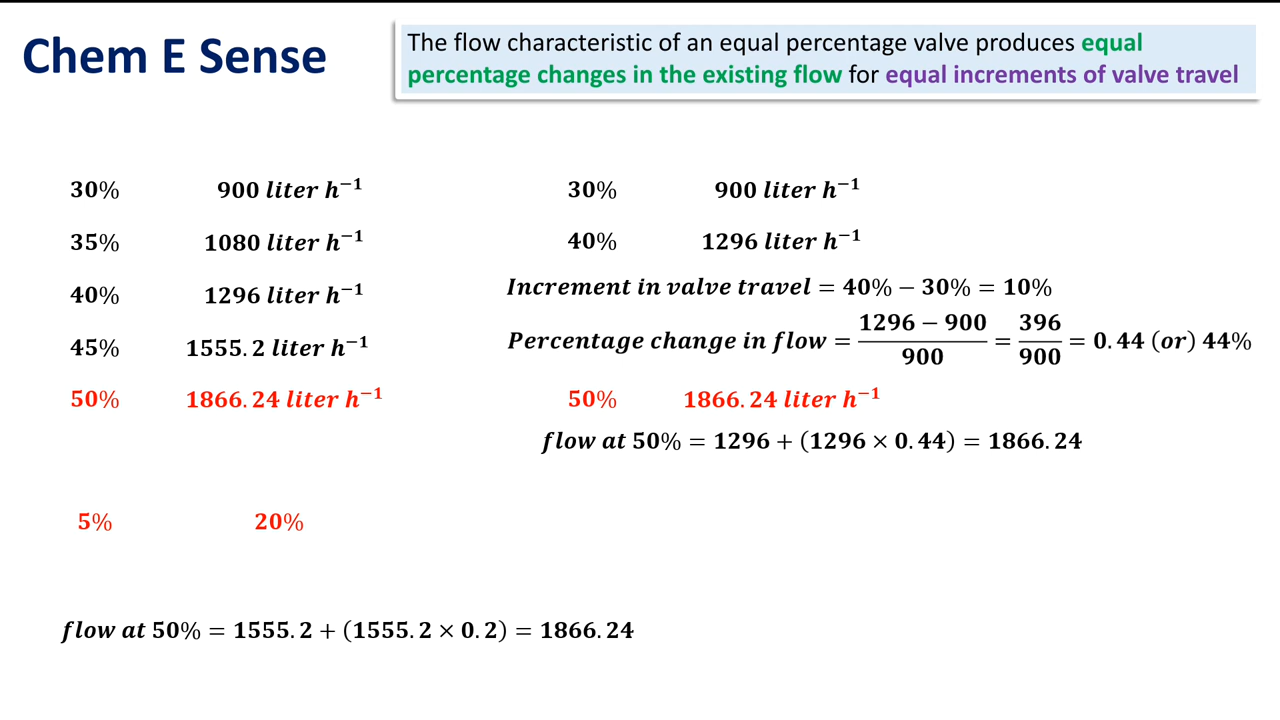 Chem E Sense
The flow characteristic of an equal percentage valve produces equal
percentage changes in the existing flow for equal increments of valve travel
30% 900 liter h⁻¹
35% 1080 liter h⁻¹
40% 1296 liter h⁻¹
45% 1555.2 liter h⁻¹
50% 1866.24 liter h⁻¹
5% 20%
flow at 50% = 1555.2 + (1555.2 × 0.2) = 1866.24
30% 900 liter h⁻¹
40% 1296 liter h⁻¹
Increment in valve travel = 40% − 30% = 10%
Percentage change in flow = (1296 − 900)/900 = 396/900 = 0.44 (or) 44%
50% 1866.24 liter h⁻¹
flow at 50% = 1296 + (1296 × 0.44) = 1866.24